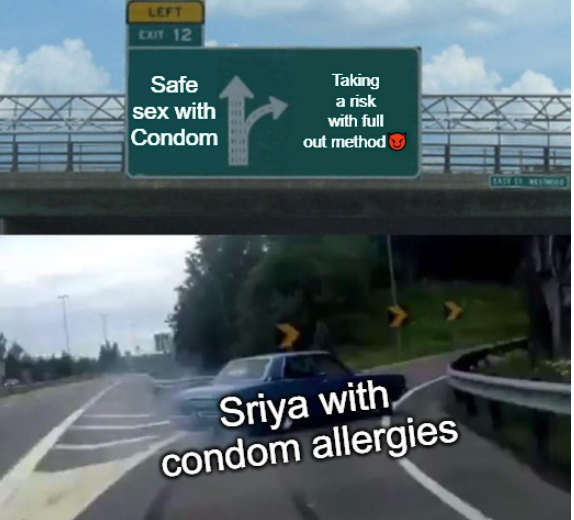 LEFT
EXIT 12
Safe
sex with
Condom
Taking
a risk
with full
out method😈
Sriya with
condom allergies